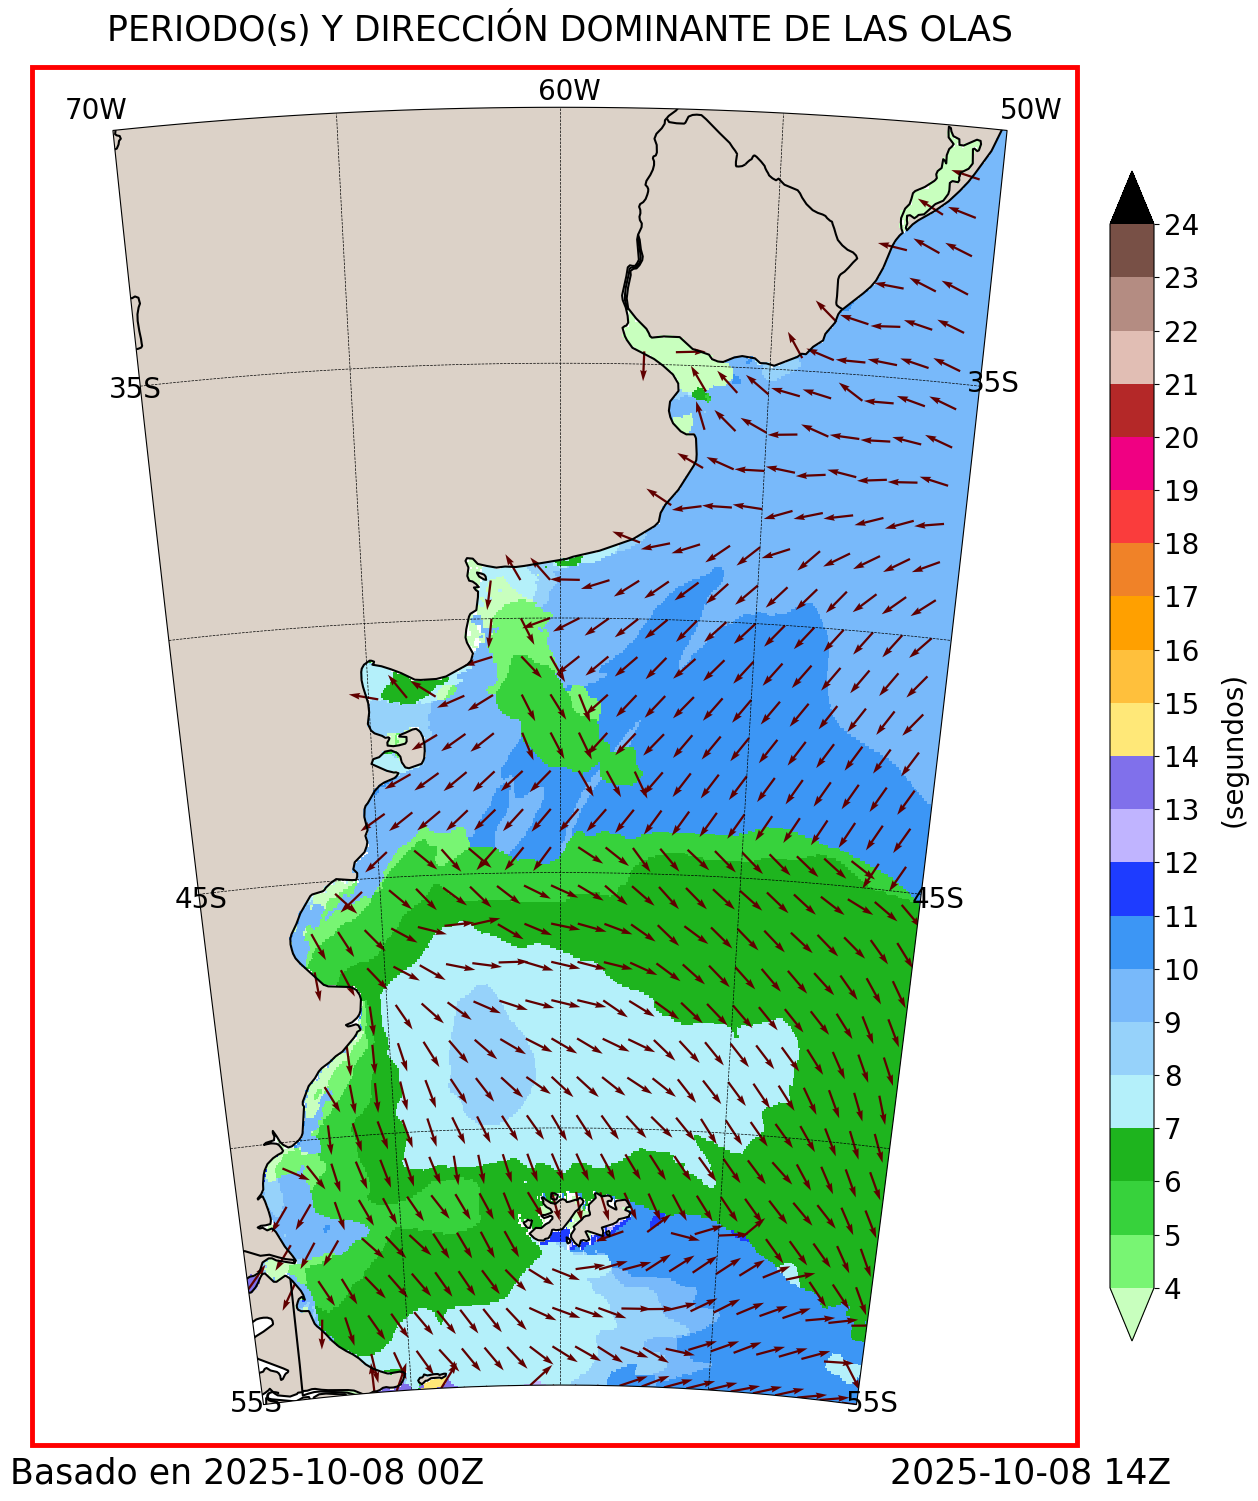 PERIODO(s) Y DIRECCIÓN DOMINANTE DE LAS OLAS
70W
60W
50W
35S
35S
45S
45S
55S
55S
24
23
22
21
20
19
18
17
16
15
14
13
12
11
10
9
8
7
6
5
4
(segundos)
Basado en 2025-10-08 00Z
2025-10-08 14Z